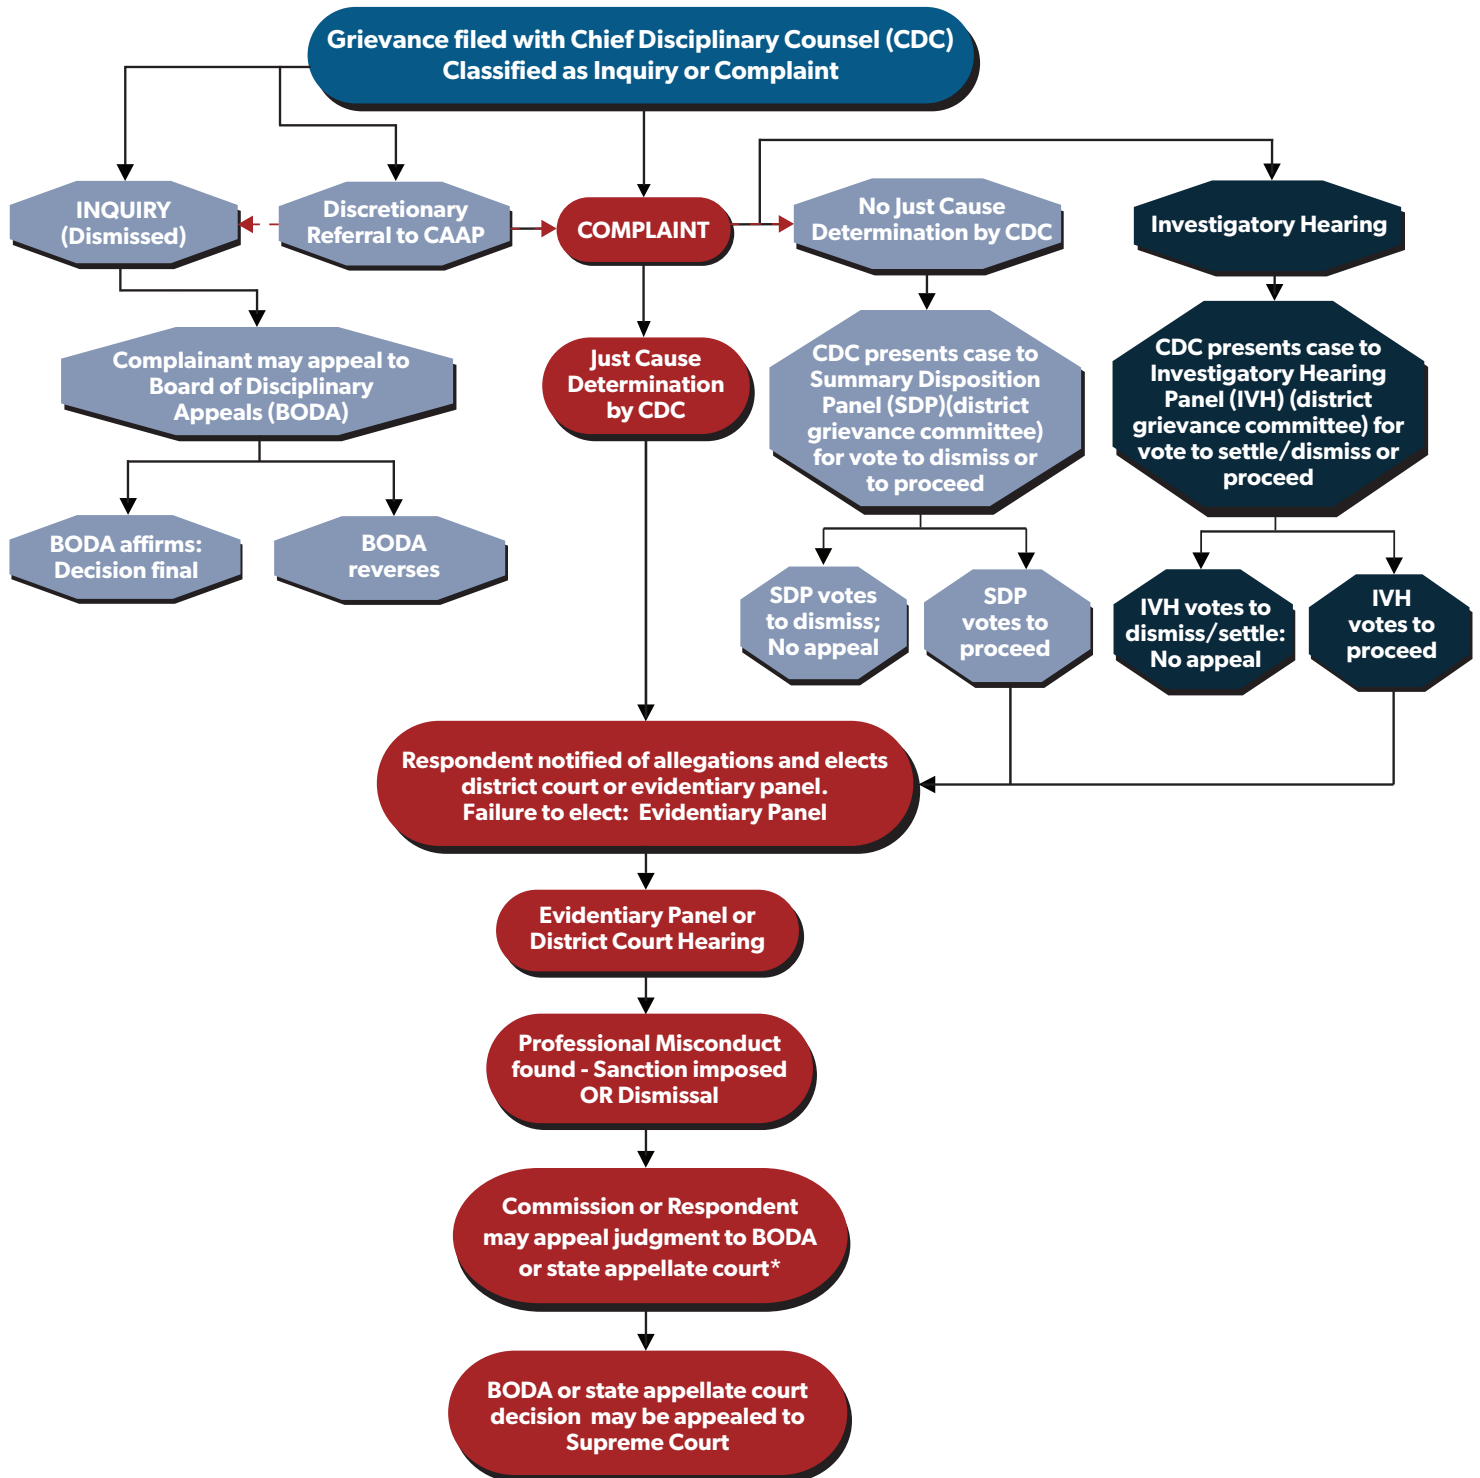 Grievance filed with Chief Disciplinary Counsel (CDC)
Classified as Inquiry or Complaint
INQUIRY
(Dismissed)
Discretionary
Referral to CAAP
COMPLAINT
No Just Cause
Determination by CDC
Investigatory Hearing
Complainant may appeal to
Board of Disciplinary
Appeals (BODA)
Just Cause
Determination
by CDC
CDC presents case to
Summary Disposition
Panel (SDP)(district
grievance committee)
for vote to dismiss or
to proceed
CDC presents case to
Investigatory Hearing
Panel (IVH) (district
grievance committee) for
vote to settle/dismiss or
proceed
BODA affirms:
Decision final
BODA
reverses
SDP votes
to dismiss;
No appeal
SDP
votes to
proceed
IVH votes to
dismiss/settle:
No appeal
IVH
votes to
proceed
Respondent notified of allegations and elects
district court or evidentiary panel.
Failure to elect: Evidentiary Panel
Evidentiary Panel or
District Court Hearing
Professional Misconduct
found - Sanction imposed
OR Dismissal
Commission or Respondent
may appeal judgment to BODA
or state appellate court*
BODA or state appellate court
decision may be appealed to
Supreme Court